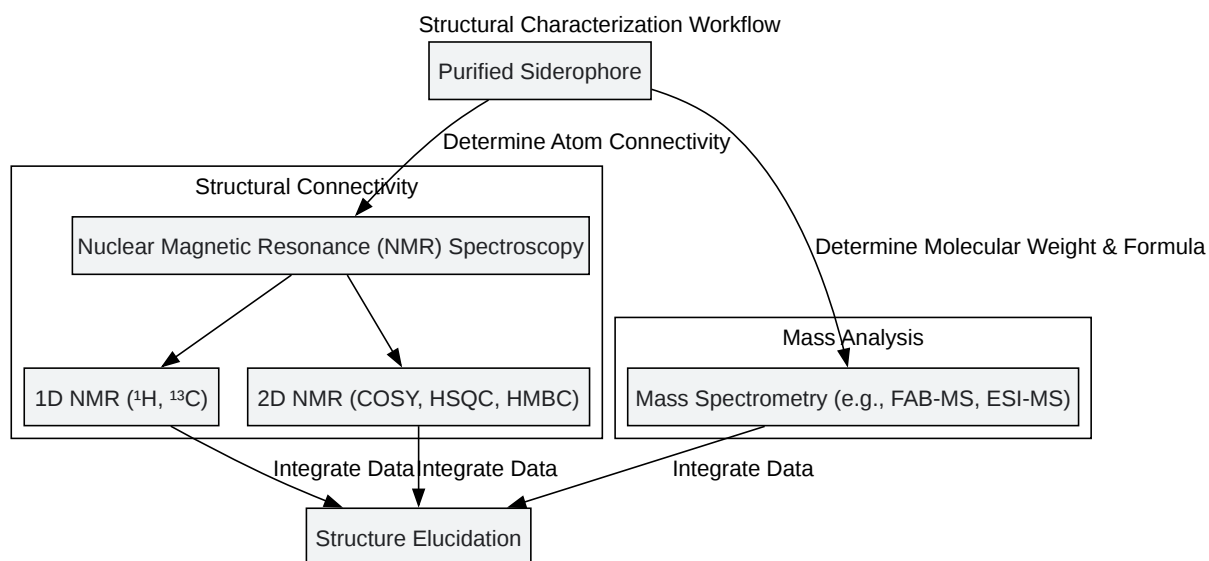 Structural Characterization Workflow
Purified Siderophore
Determine Atom Connectivity
Structural Connectivity
Nuclear Magnetic Resonance (NMR) Spectroscopy
Determine Molecular Weight & Formula
Mass Analysis
1D NMR (¹H, ¹³C)
2D NMR (COSY, HSQC, HMBC)
Mass Spectrometry (e.g., FAB-MS, ESI-MS)
Integrate Data
Integrate Data
Integrate Data
Structure Elucidation